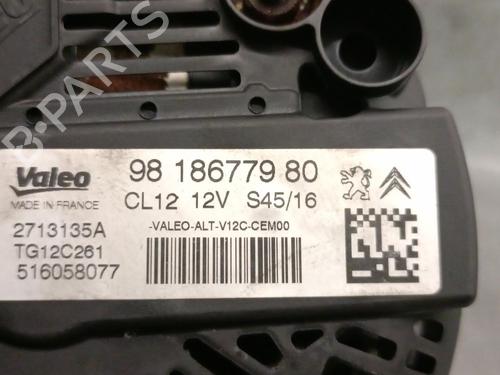 B-PARTS
Valeo
MADE IN FRANCE
2713135A
TG12C261
516058077
98 186779 80
CL12 12V S45/16
-VALEO-ALT-V12C-CEM00